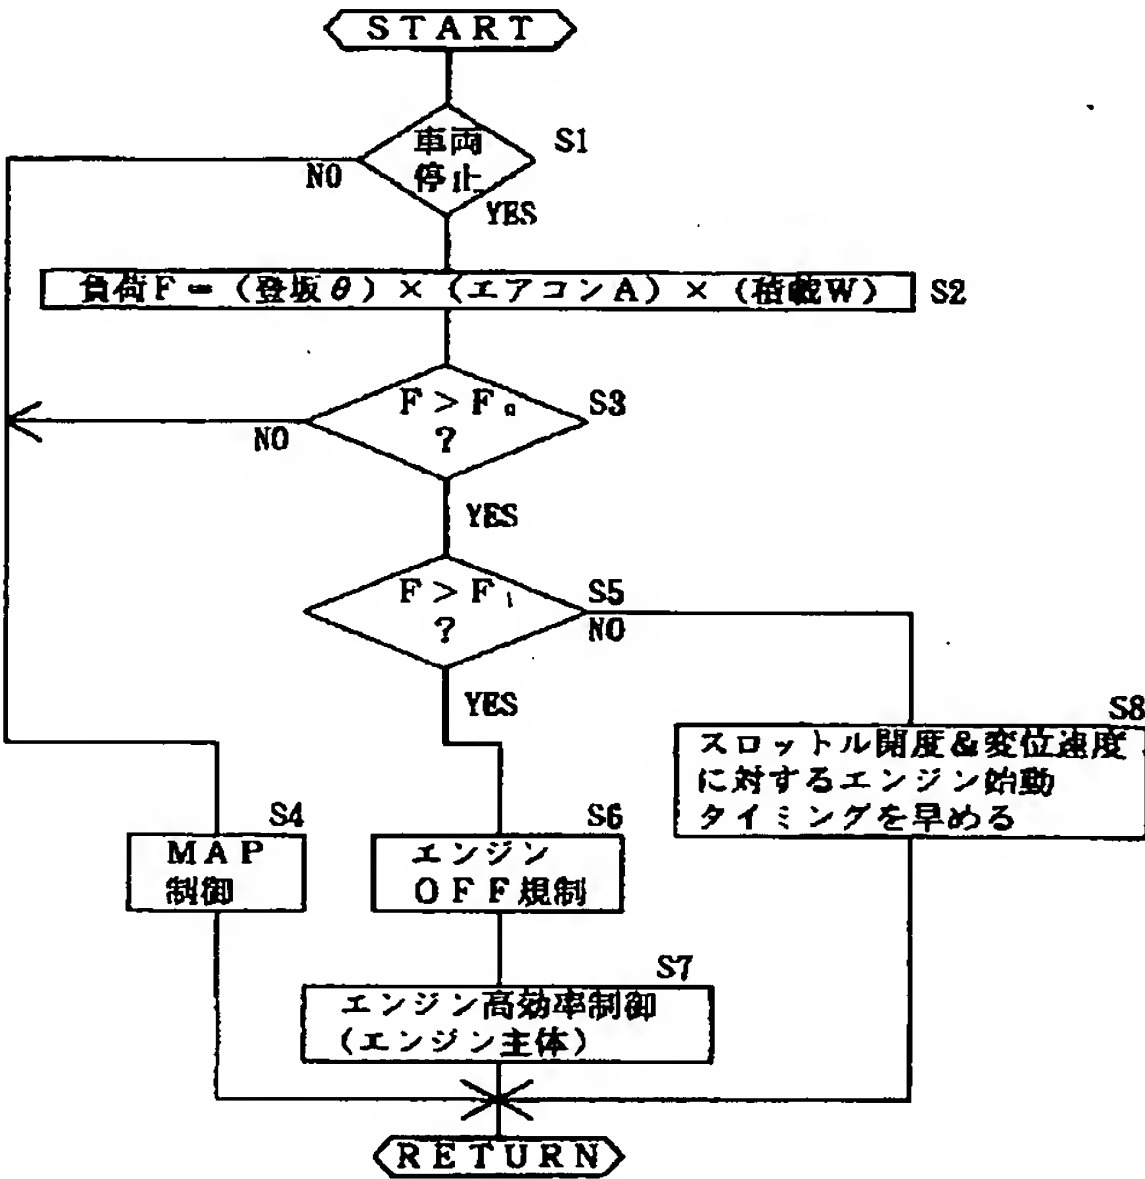 START
車両
停止
S1
NO
YES
負荷F=(登坂θ)×(エアコンA)×(積載W)
S2
F>F₀
?
S3
NO
YES
F>F₁
?
S5
NO
YES
S8
スロットル開度&変位速度
に対するエンジン始動
タイミングを早める
S4
MAP
制御
S6
エンジン
OFF規制
S7
エンジン高効率制御
(エンジン主体)
RETURN